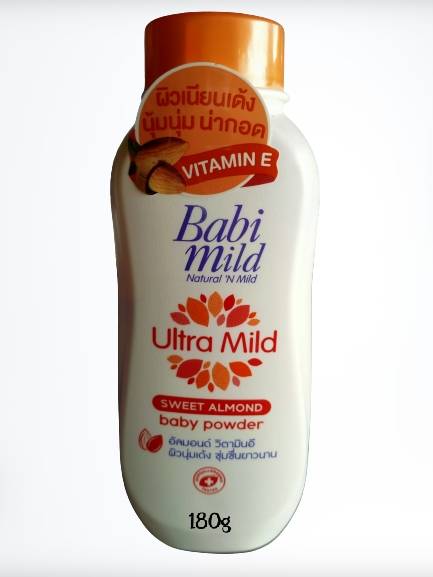 ผิวเนียนเด้ง
นุ้มนุ่ม น่ากอด
VITAMIN E
Babi
mild
Natural 'N Mild
Ultra Mild
SWEET ALMOND
baby powder
อัลมอนด์ วิตามินอี
ผิวนุ่มเด้ง ชุ่มชื่นยาวนาน
180g